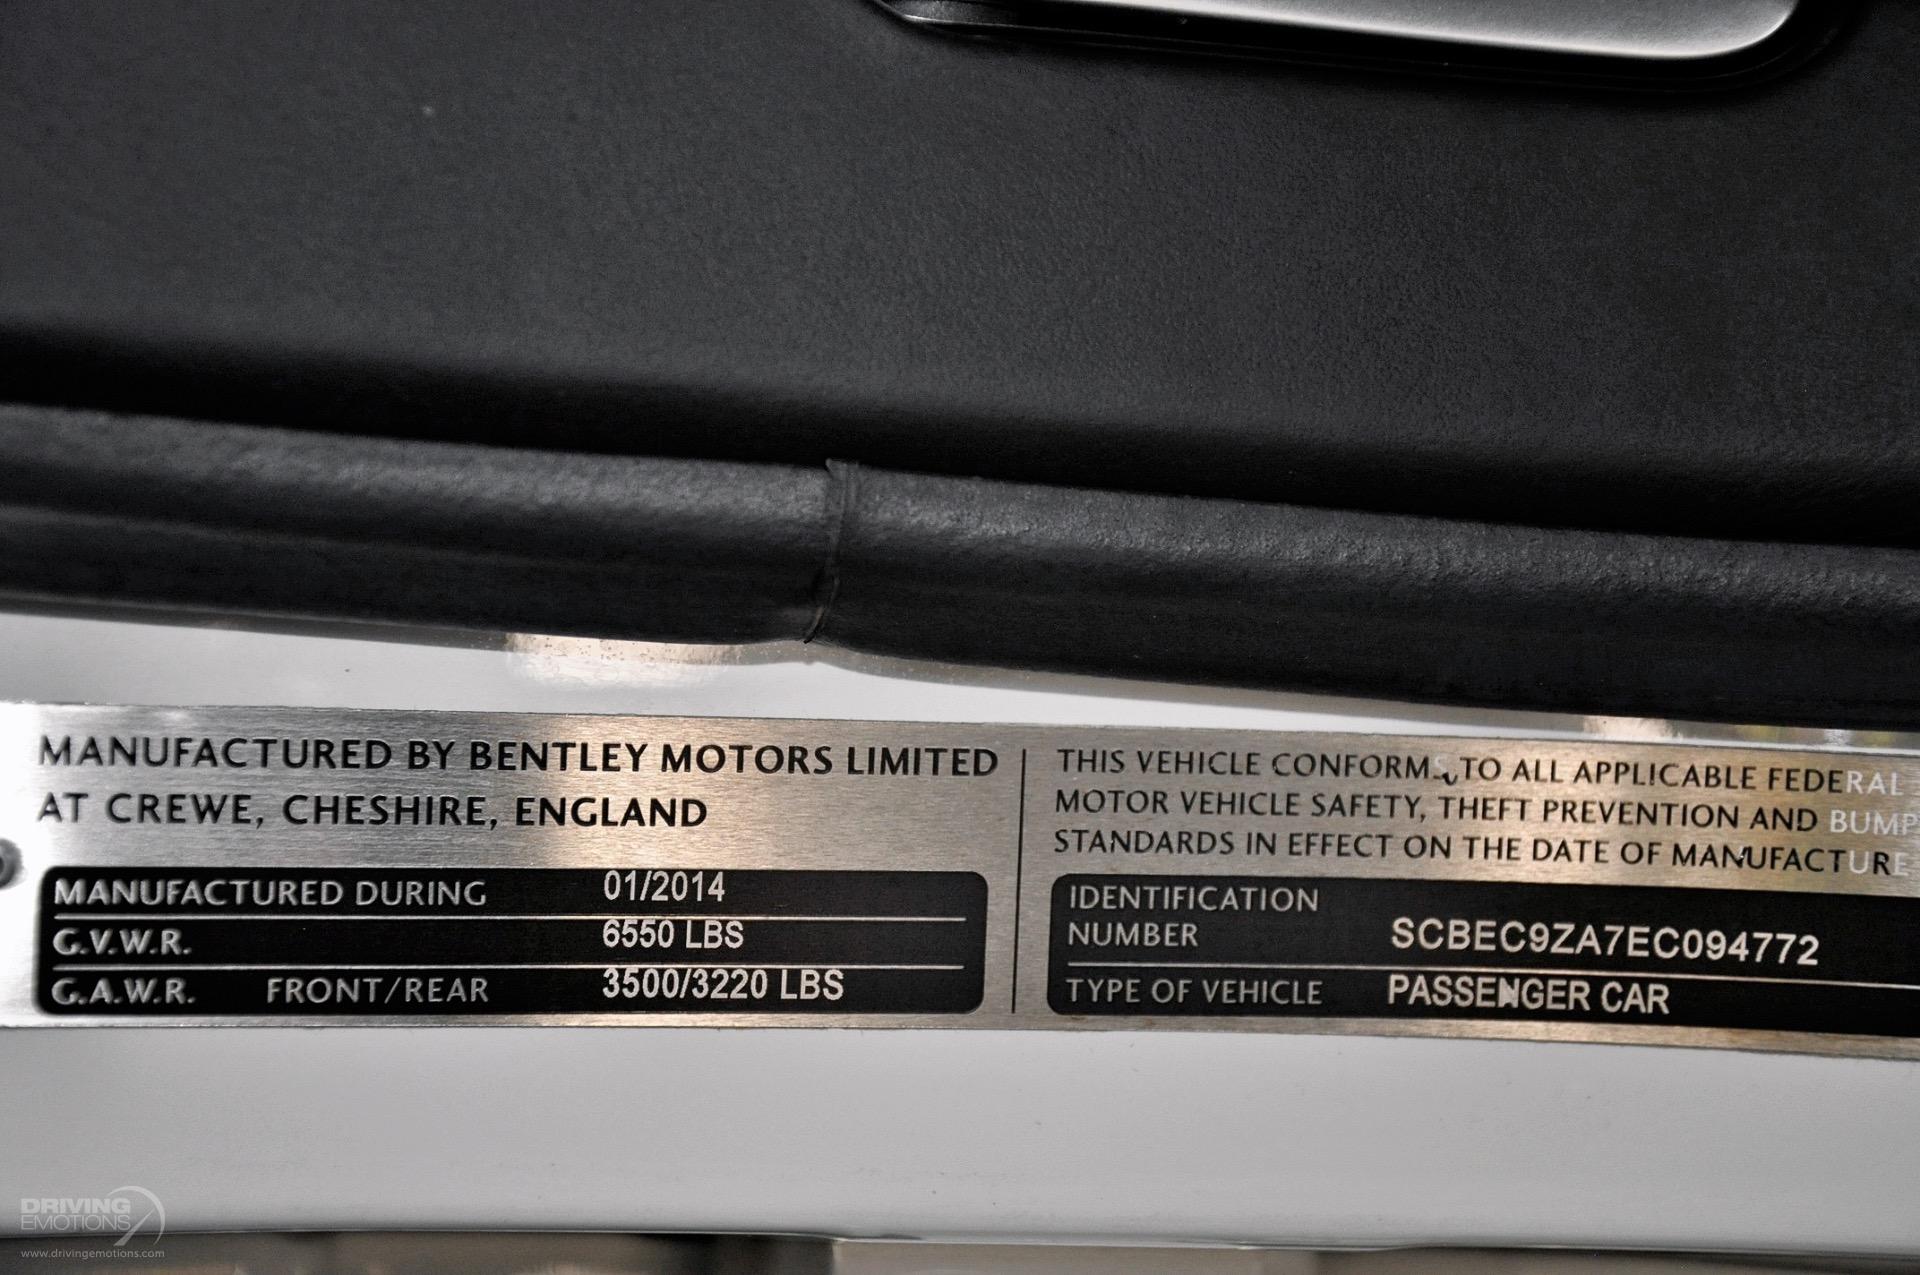 MANUFACTURED BY BENTLEY MOTORS LIMITED
AT CREWE, CHESHIRE, ENGLAND
MANUFACTURED DURING 01/2014
G.V.W.R. 6550 LBS
G.A.W.R. FRONT/REAR 3500/3220 LBS
THIS VEHICLE CONFORMS TO ALL APPLICABLE FEDERAL
MOTOR VEHICLE SAFETY, THEFT PREVENTION AND BUMP
STANDARDS IN EFFECT ON THE DATE OF MANUFACTURE
IDENTIFICATION
NUMBER SCBEC9ZA7EC094772
TYPE OF VEHICLE PASSENGER CAR
DRIVING
EMOTIONS
www.drivingemotions.com